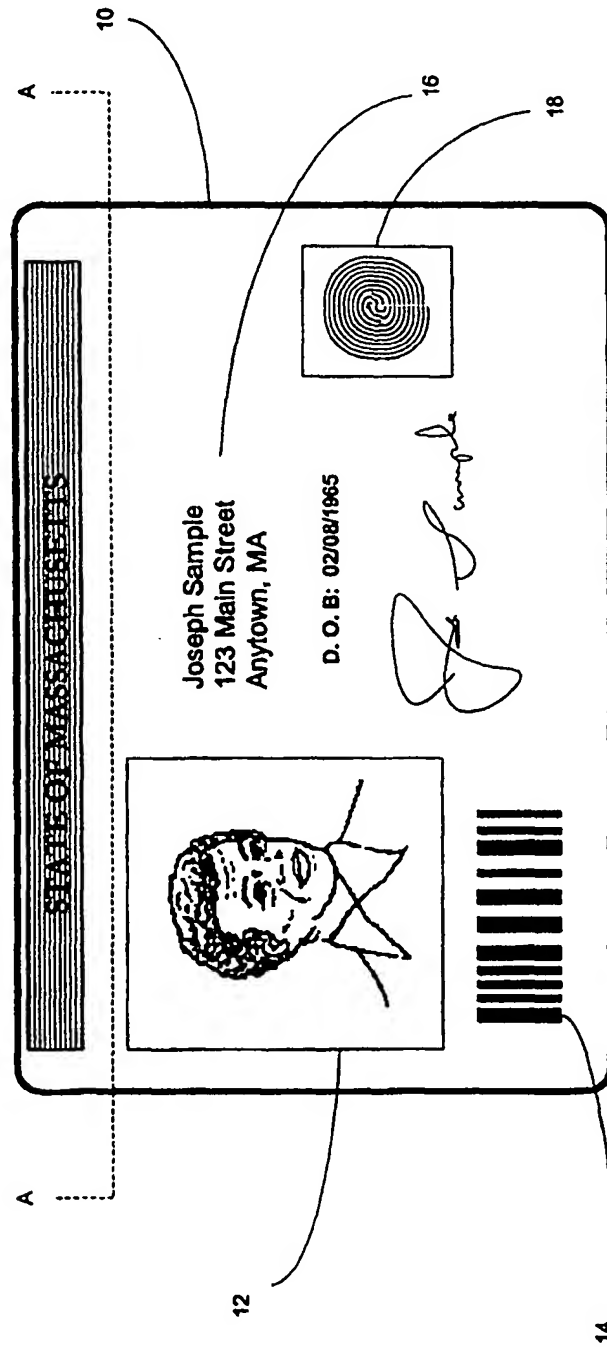 A A
10
STATE OF MASSACHUSETTS
Joseph Sample
123 Main Street
Anytown, MA
D. O. B: 02/08/1965
16
18
12
14